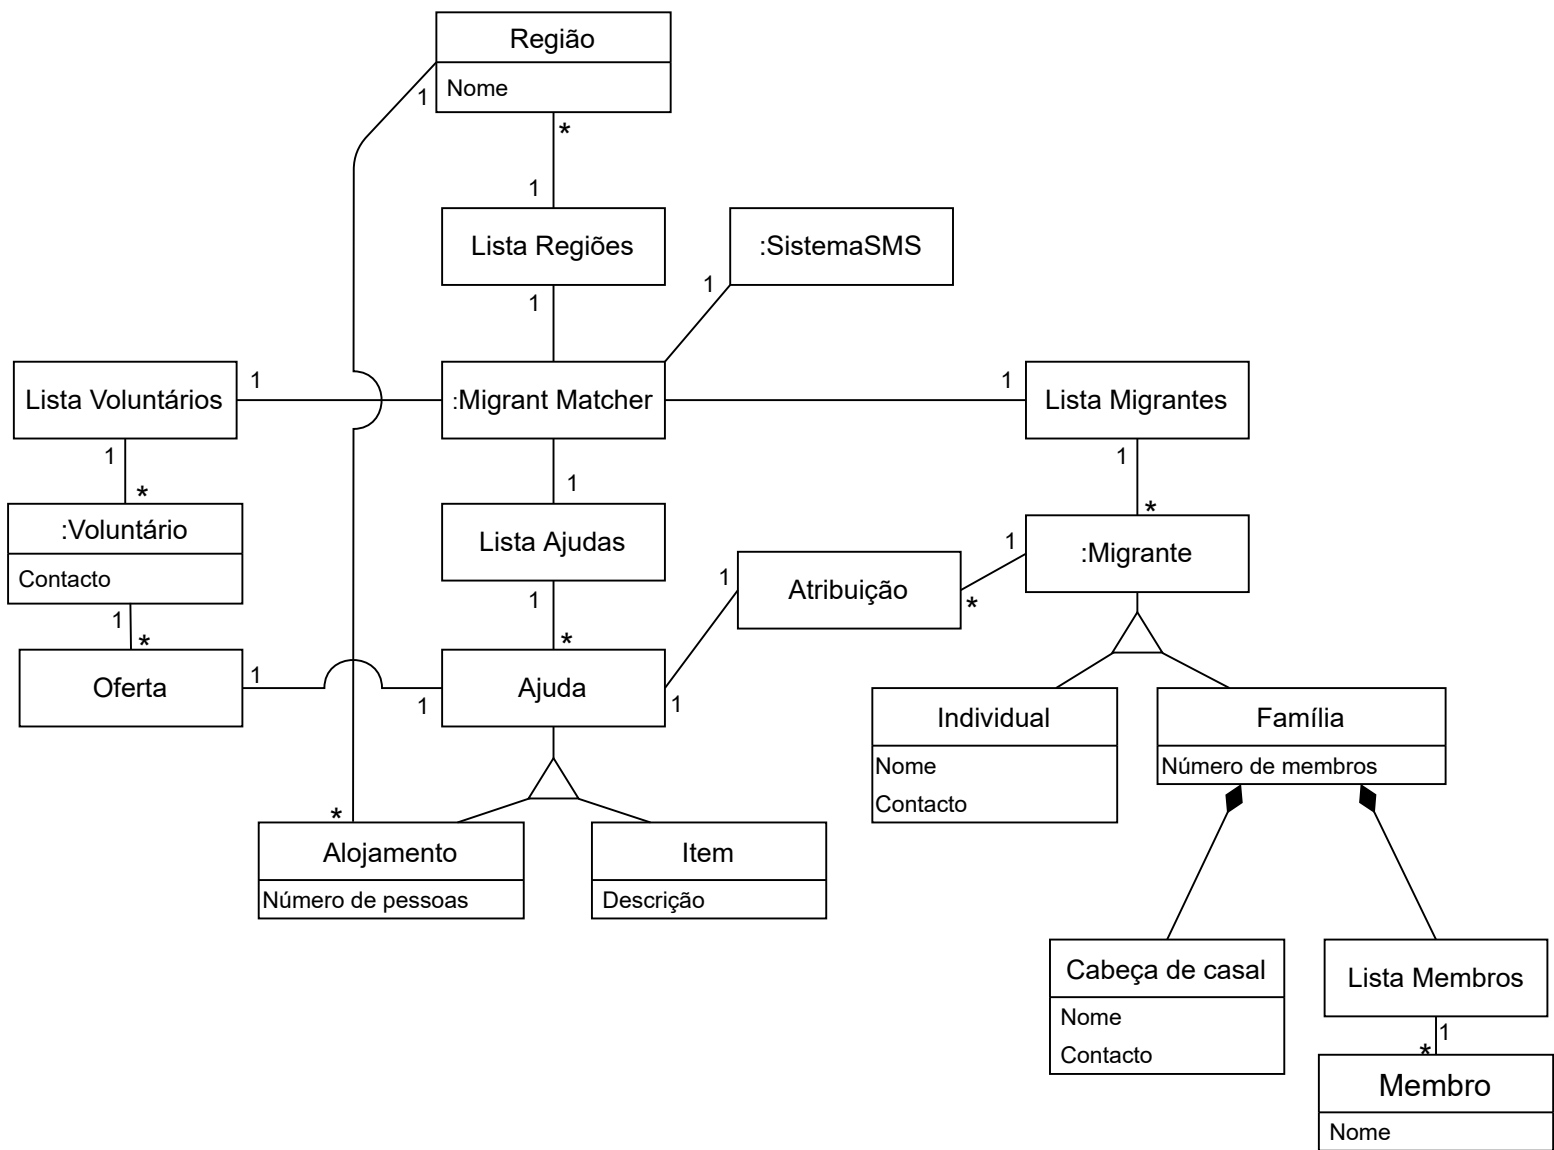 Região
Nome
1
*
1
Lista Regiões
:SistemaSMS
1
1
Lista Voluntários
1
:Migrant Matcher
1
Lista Migrantes
1
*
1
1
*
:Voluntário
Contacto
Lista Ajudas
:Migrante
1
*
1
Atribuição
1
*
1
*
Oferta
1
1
Ajuda
1
Individual
Nome
Contacto
Família
Número de membros
*
Alojamento
Número de pessoas
Item
Descrição
Cabeça de casal
Nome
Contacto
Lista Membros
1
*
Membro
Nome